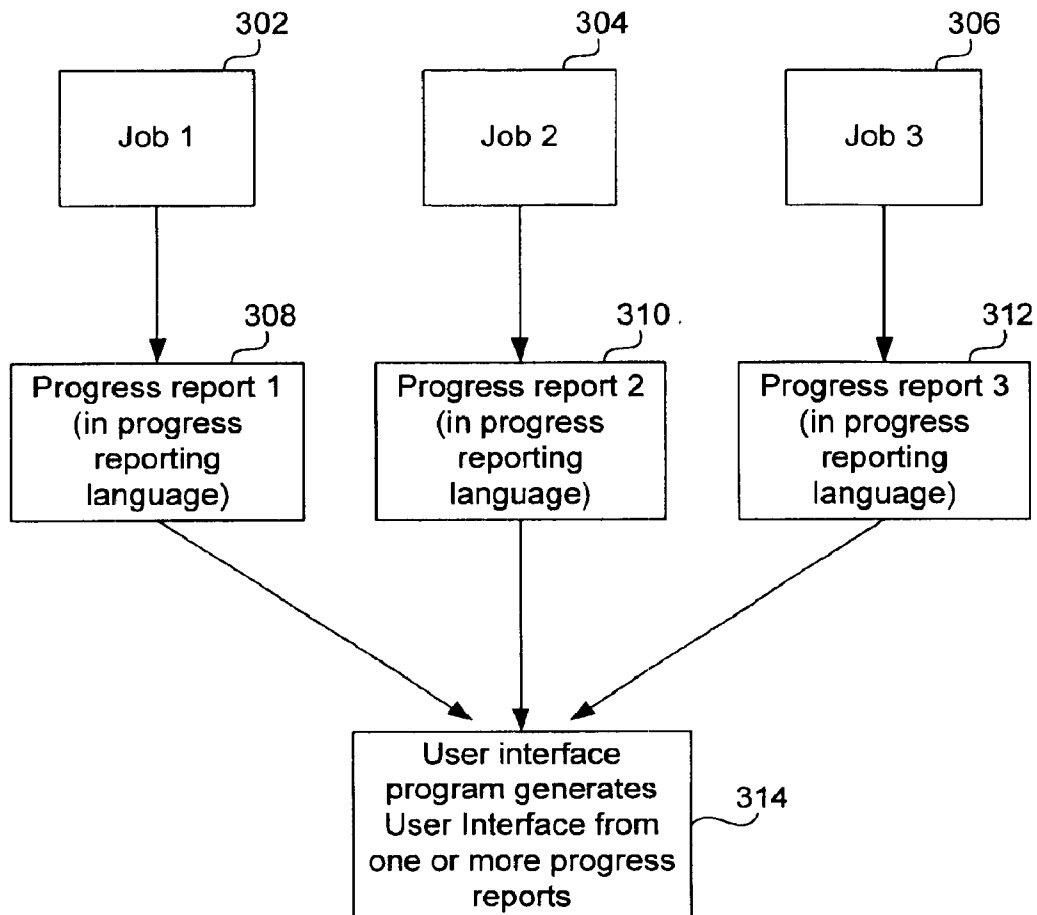 302
304
306
Job 1
Job 2
Job 3
308
310
312
Progress report 1
(in progress
reporting
language)
Progress report 2
(in progress
reporting
language)
Progress report 3
(in progress
reporting
language)
User interface
program generates
User Interface from
one or more progress
reports
314